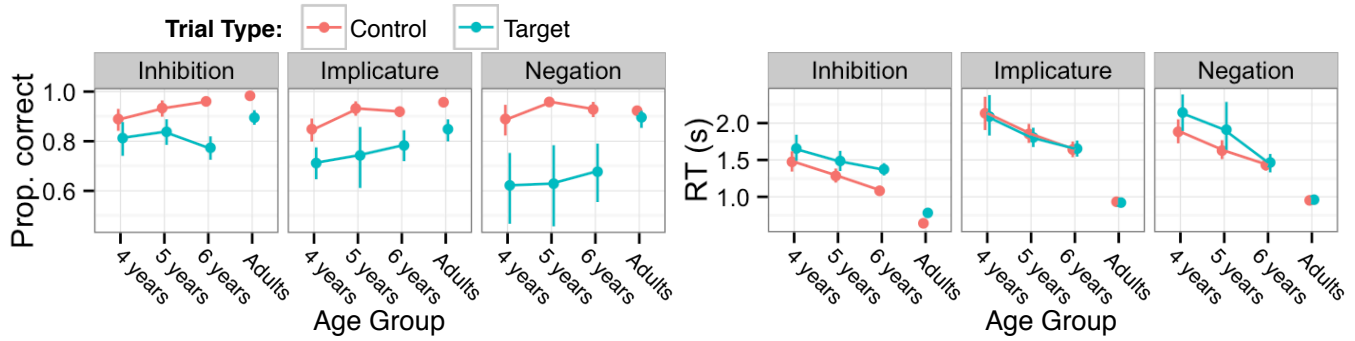 Trial Type: Control Target
Inhibition Implicature Negation
Prop. correct
1.0
0.8
0.6
4 years 5 years 6 years Adults 4 years 5 years 6 years Adults 4 years 5 years 6 years Adults
Age Group
Inhibition Implicature Negation
RT (s)
2.0
1.5
1.0
4 years 5 years 6 years Adults 4 years 5 years 6 years Adults 4 years 5 years 6 years Adults
Age Group